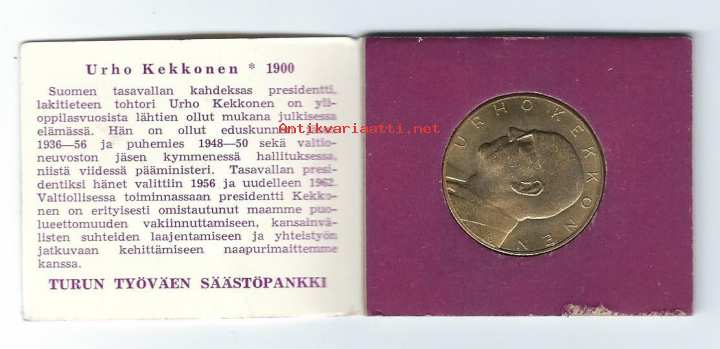 Urho Kekkonen * 1900
Suomen tasavallan kahdeksas presidentti,
lakitieteen tohtori Urho Kekkonen on yli-
oppilasvuosista lähtien ollut mukana julkisessa
elämässä. Hän on ollut
1936—56 ja puhemies 1948—50 sekä valtio-
neuvoston jäsen kymmenessä hallituksessa,
niistä viidessä pääministeri. Tasavallan presi-
dentiksi hänet valittiin 1956 ja uudelleen 1962.
Valtiollisessa toiminnassaan presidentti Kekko-
nen on erityisesti omistautunut maamme puo-
lueettomuuden vakiinnuttamiseen, kansainvä-
listen suhteiden laajentamiseen ja yhteistyön
jatkuvaan kehittämiseen naapurimaittemme
kanssa.
TURUN TYÖVÄEN SÄÄSTÖPANKKI
Antikvariaatti.net
URHO KEKKONEN